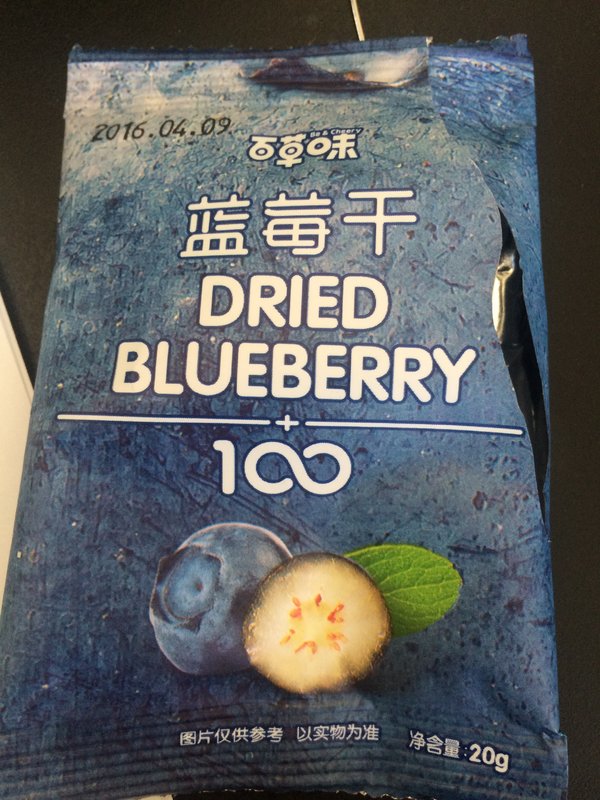 2016.04.09
Be & Cheery
百草味
蓝莓干
DRIED
BLUEBERRY
+
100
图片仅供参考 以实物为准
净含量:20g